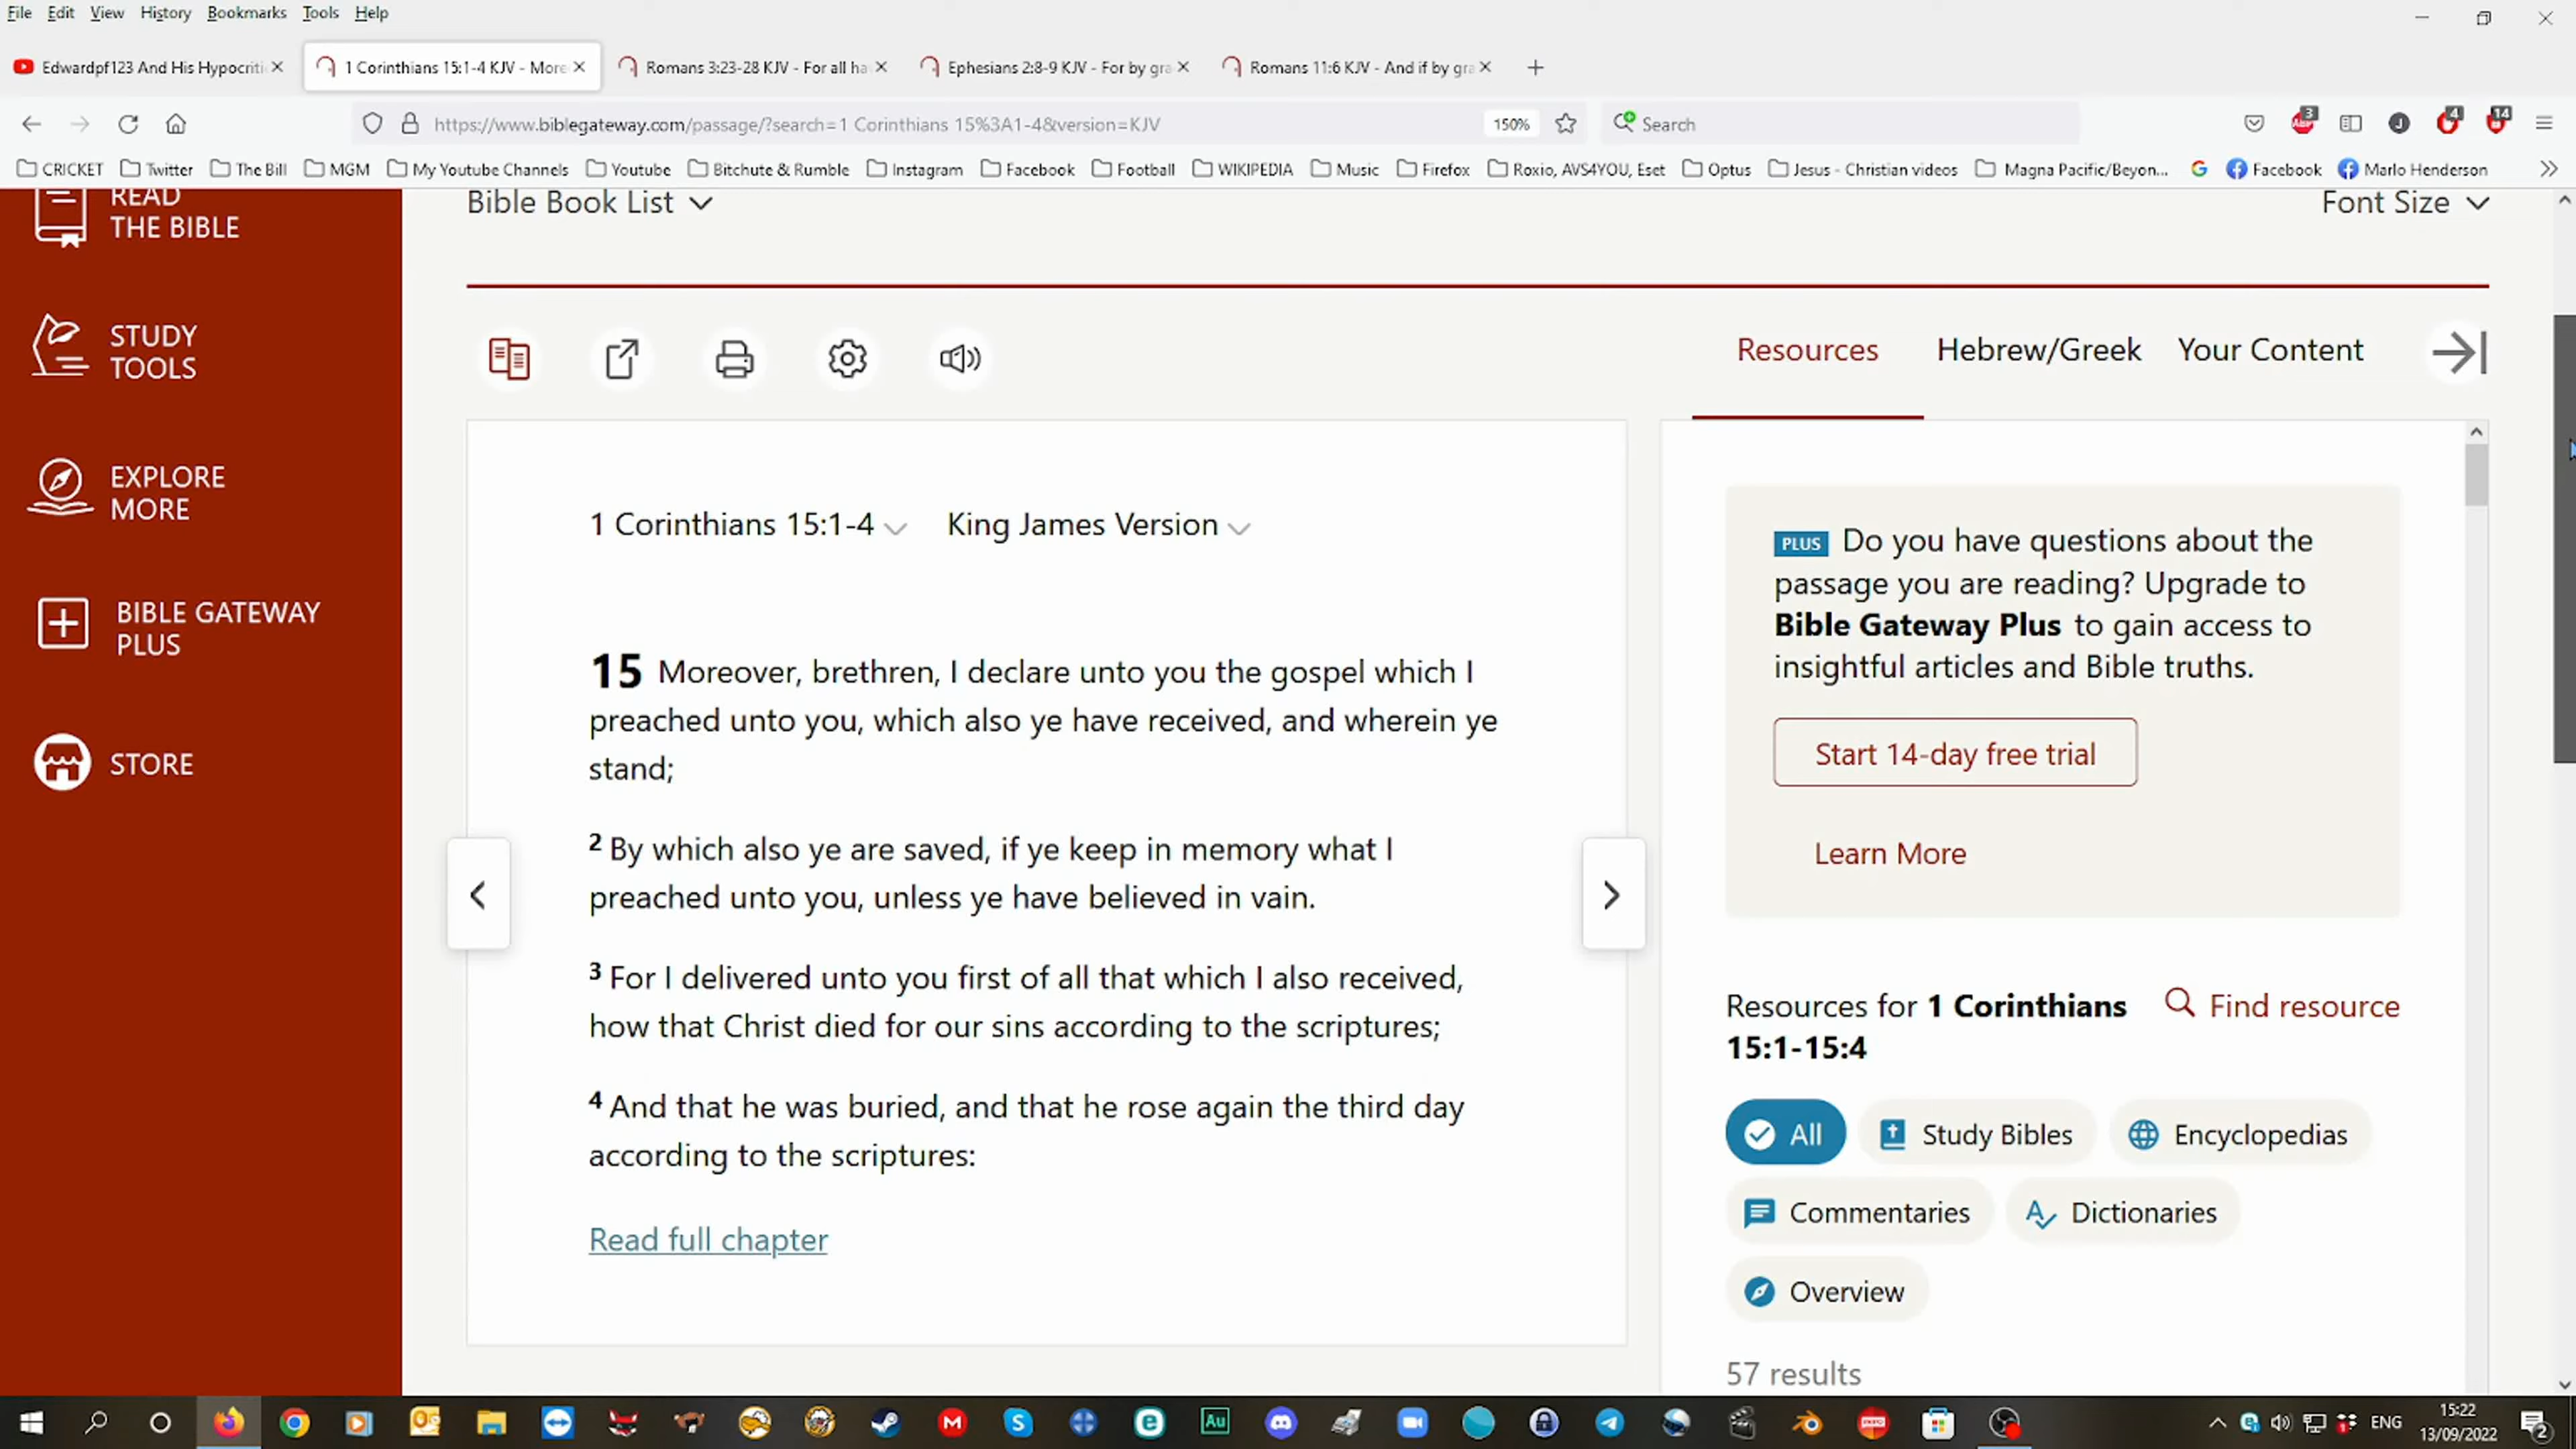 File Edit View History Bookmarks Tools Help
Edwardpf123 And His Hypocriti
1 Corinthians 15:1-4 KJV - More
Romans 3:23-28 KJV - For all ha
Ephesians 2:8-9 KJV - For by gra
Romans 11:6 KJV - And if by gra
https://www.biblegateway.com/passage/?search=1 Corinthians 15%3A1-4&version=KJV
150%
Search
3
4
14
CRICKET Twitter The Bill MGM My Youtube Channels Youtube Bitchute & Rumble Instagram Facebook Football WIKIPEDIA Music Firefox Roxio, AVS4YOU, Eset Optus Jesus - Christian videos Magna Pacific/Beyon... Facebook Marlo Henderson
READ
THE BIBLE
STUDY
TOOLS
EXPLORE
MORE
BIBLE GATEWAY
PLUS
STORE
Bible Book List
Font Size
Resources Hebrew/Greek Your Content
1 Corinthians 15:1-4 King James Version
15 Moreover, brethren, I declare unto you the gospel which I
preached unto you, which also ye have received, and wherein ye
stand;
2 By which also ye are saved, if ye keep in memory what I
preached unto you, unless ye have believed in vain.
3 For I delivered unto you first of all that which I also received,
how that Christ died for our sins according to the scriptures;
4 And that he was buried, and that he rose again the third day
according to the scriptures:
Read full chapter
PLUS Do you have questions about the
passage you are reading? Upgrade to
Bible Gateway Plus to gain access to
insightful articles and Bible truths.
Start 14-day free trial
Learn More
Resources for 1 Corinthians
15:1-15:4
Find resource
All Study Bibles Encyclopedias
Commentaries Dictionaries
Overview
57 results
ENG
15:22
13/09/2022
2